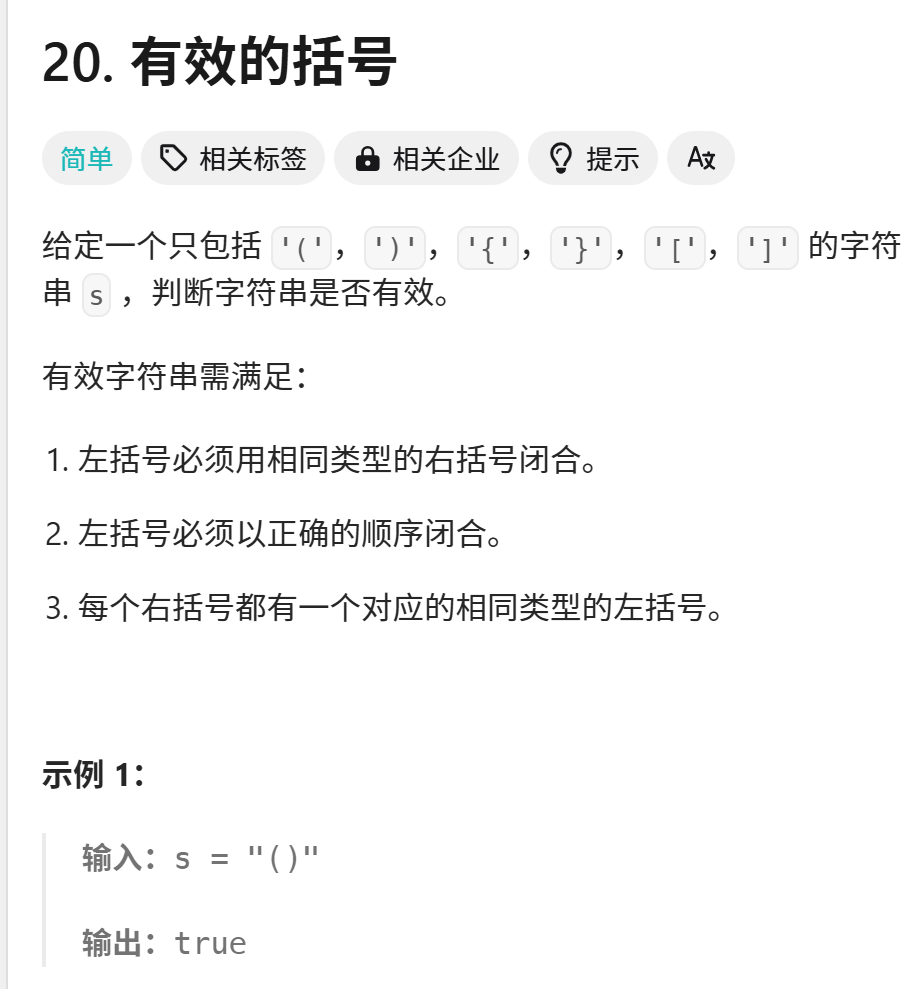 20. 有效的括号
简单 相关标签 相关企业 提示 A文
给定一个只包括 '('，')'，'{'，'}'，'['，']' 的字符
串 s ，判断字符串是否有效。
有效字符串需满足：
1. 左括号必须用相同类型的右括号闭合。
2. 左括号必须以正确的顺序闭合。
3. 每个右括号都有一个对应的相同类型的左括号。
示例 1：
输入：s = "()"
输出：true